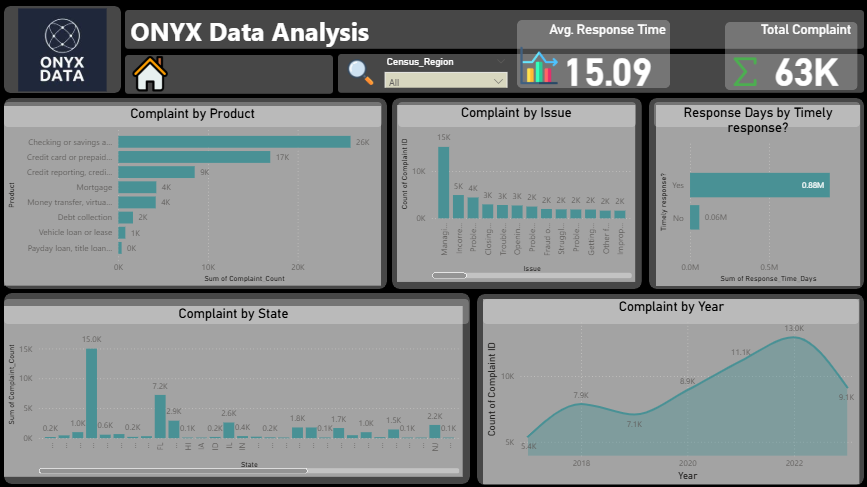 ONYX
DATA
ONYX Data Analysis
Census_Region
All
Avg. Response Time
15.09
Total Complaint
63K
Complaint by Product
Product
Checking or savings a...
26K
Credit card or prepaid...
17K
Credit reporting, credi...
9K
Mortgage
4K
Money transfer, virtua...
4K
Debt collection
2K
Vehicle loan or lease
1K
Payday loan, title loan...
0K
0K 10K 20K
Sum of Complaint_Count
Complaint by Issue
Count of Complaint ID
10K
0K
15K 5K 4K 3K 3K 3K 2K 2K 2K 2K 2K 2K 2K
Manag...
Incorre...
Proble...
Closing...
Trouble...
Openin...
Proble...
Fraud o...
Struggl...
Proble...
Getting...
Other f...
Improp...
Issue
Response Days by Timely
response?
Timely response?
Yes
0.88M
No
0.06M
0.0M 0.5M
Sum of Response_Time_Days
Complaint by State
Sum of Complaint_Count
15K
10K
5K
0K
0.2K 1.0K 15.0K 0.6K 0.2K 7.2K 2.9K 0.1K 0.2K 2.6K 0.4K 0.2K 1.8K 0.1K 1.7K 1.0K 1.5K 0.1K 2.2K 0.1K
FL HI IA ID IL IN NJ
State
Complaint by Year
Count of Complaint ID
10K
5K
5.4K
7.9K
7.1K
8.9K
11.1K
13.0K
9.1K
2018 2020 2022
Year